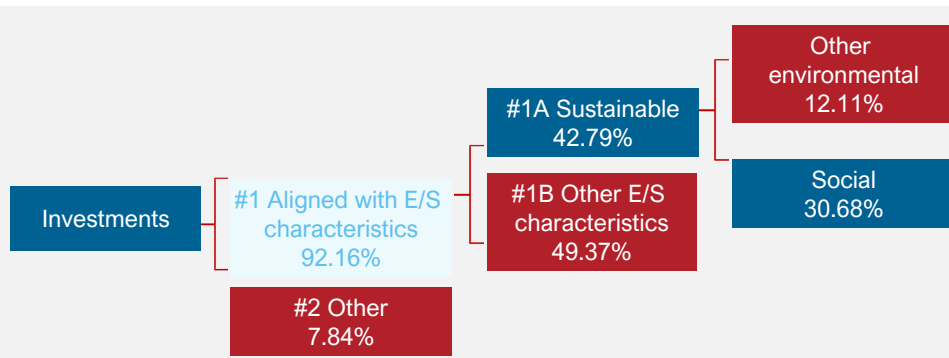 Investments
#1 Aligned with E/S
characteristics
92.16%
#2 Other
7.84%
#1A Sustainable
42.79%
#1B Other E/S
characteristics
49.37%
Other
environmental
12.11%
Social
30.68%